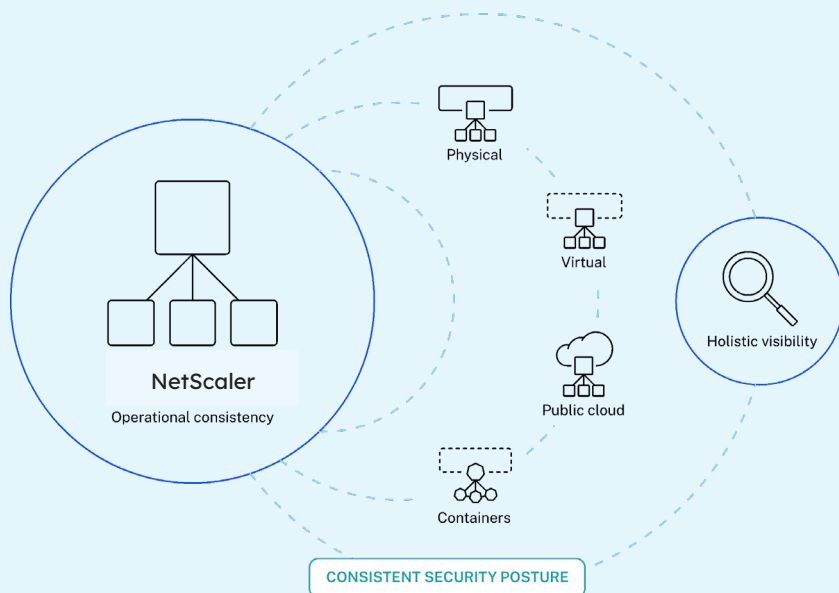 Physical
Virtual
Holistic visibility
NetScaler
Operational consistency
Public cloud
Containers
CONSISTENT SECURITY POSTURE